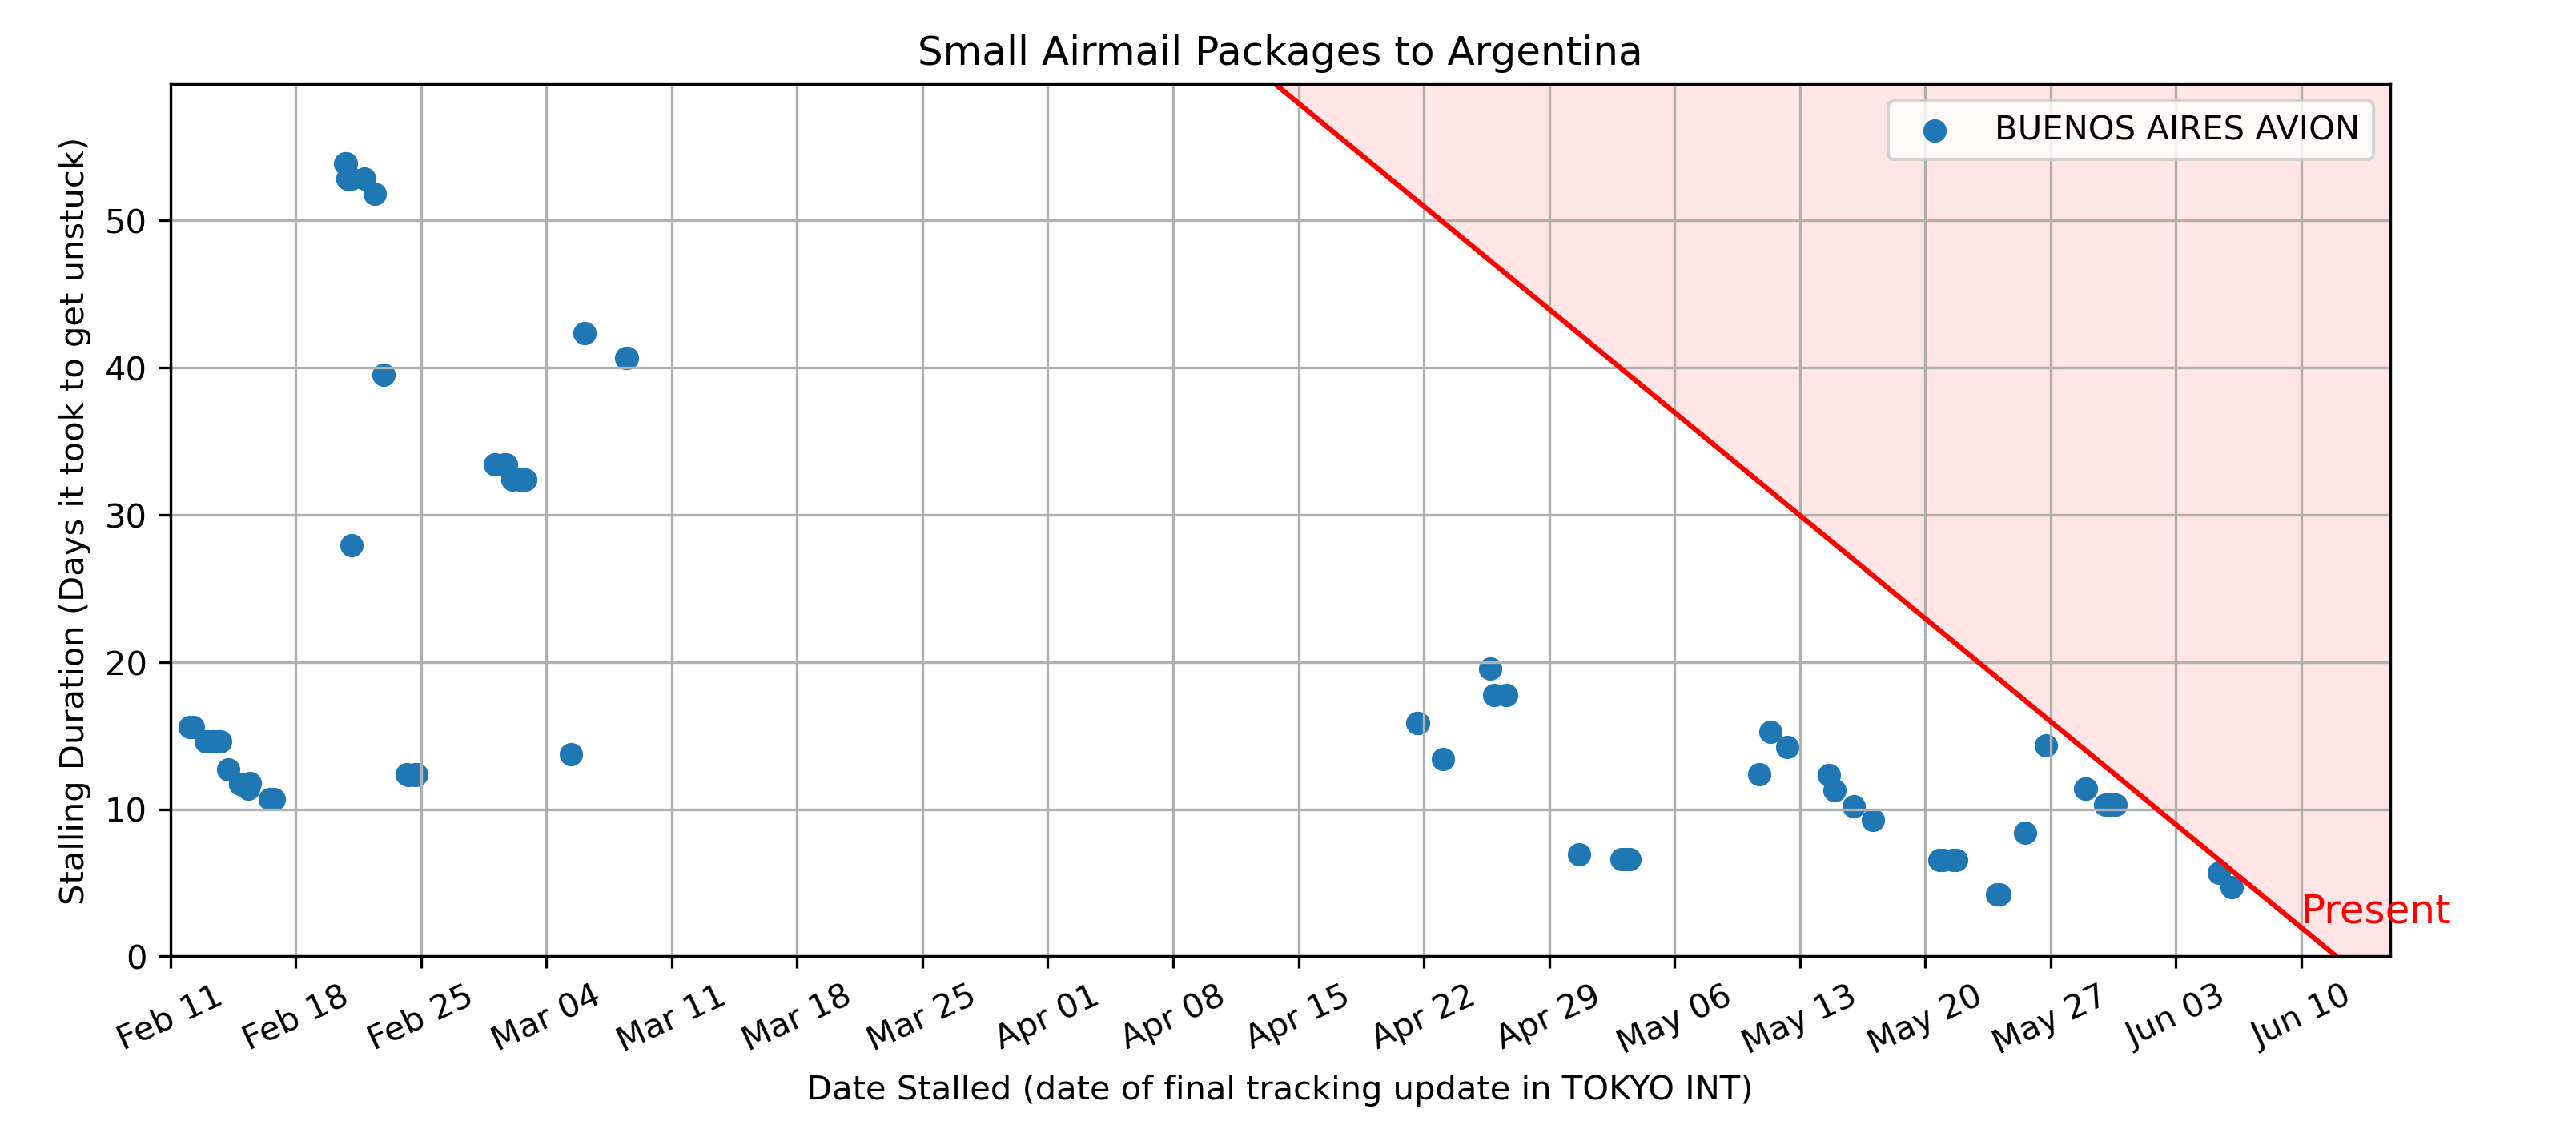 Small Airmail Packages to Argentina
BUENOS AIRES AVION
Stalling Duration (Days it took to get unstuck)
50
40
30
20
10
0
Present
Feb 11
Feb 18
Feb 25
Mar 04
Mar 11
Mar 18
Mar 25
Apr 01
Apr 08
Apr 15
Apr 22
Apr 29
May 06
May 13
May 20
May 27
Jun 03
Jun 10
Date Stalled (date of final tracking update in TOKYO INT)